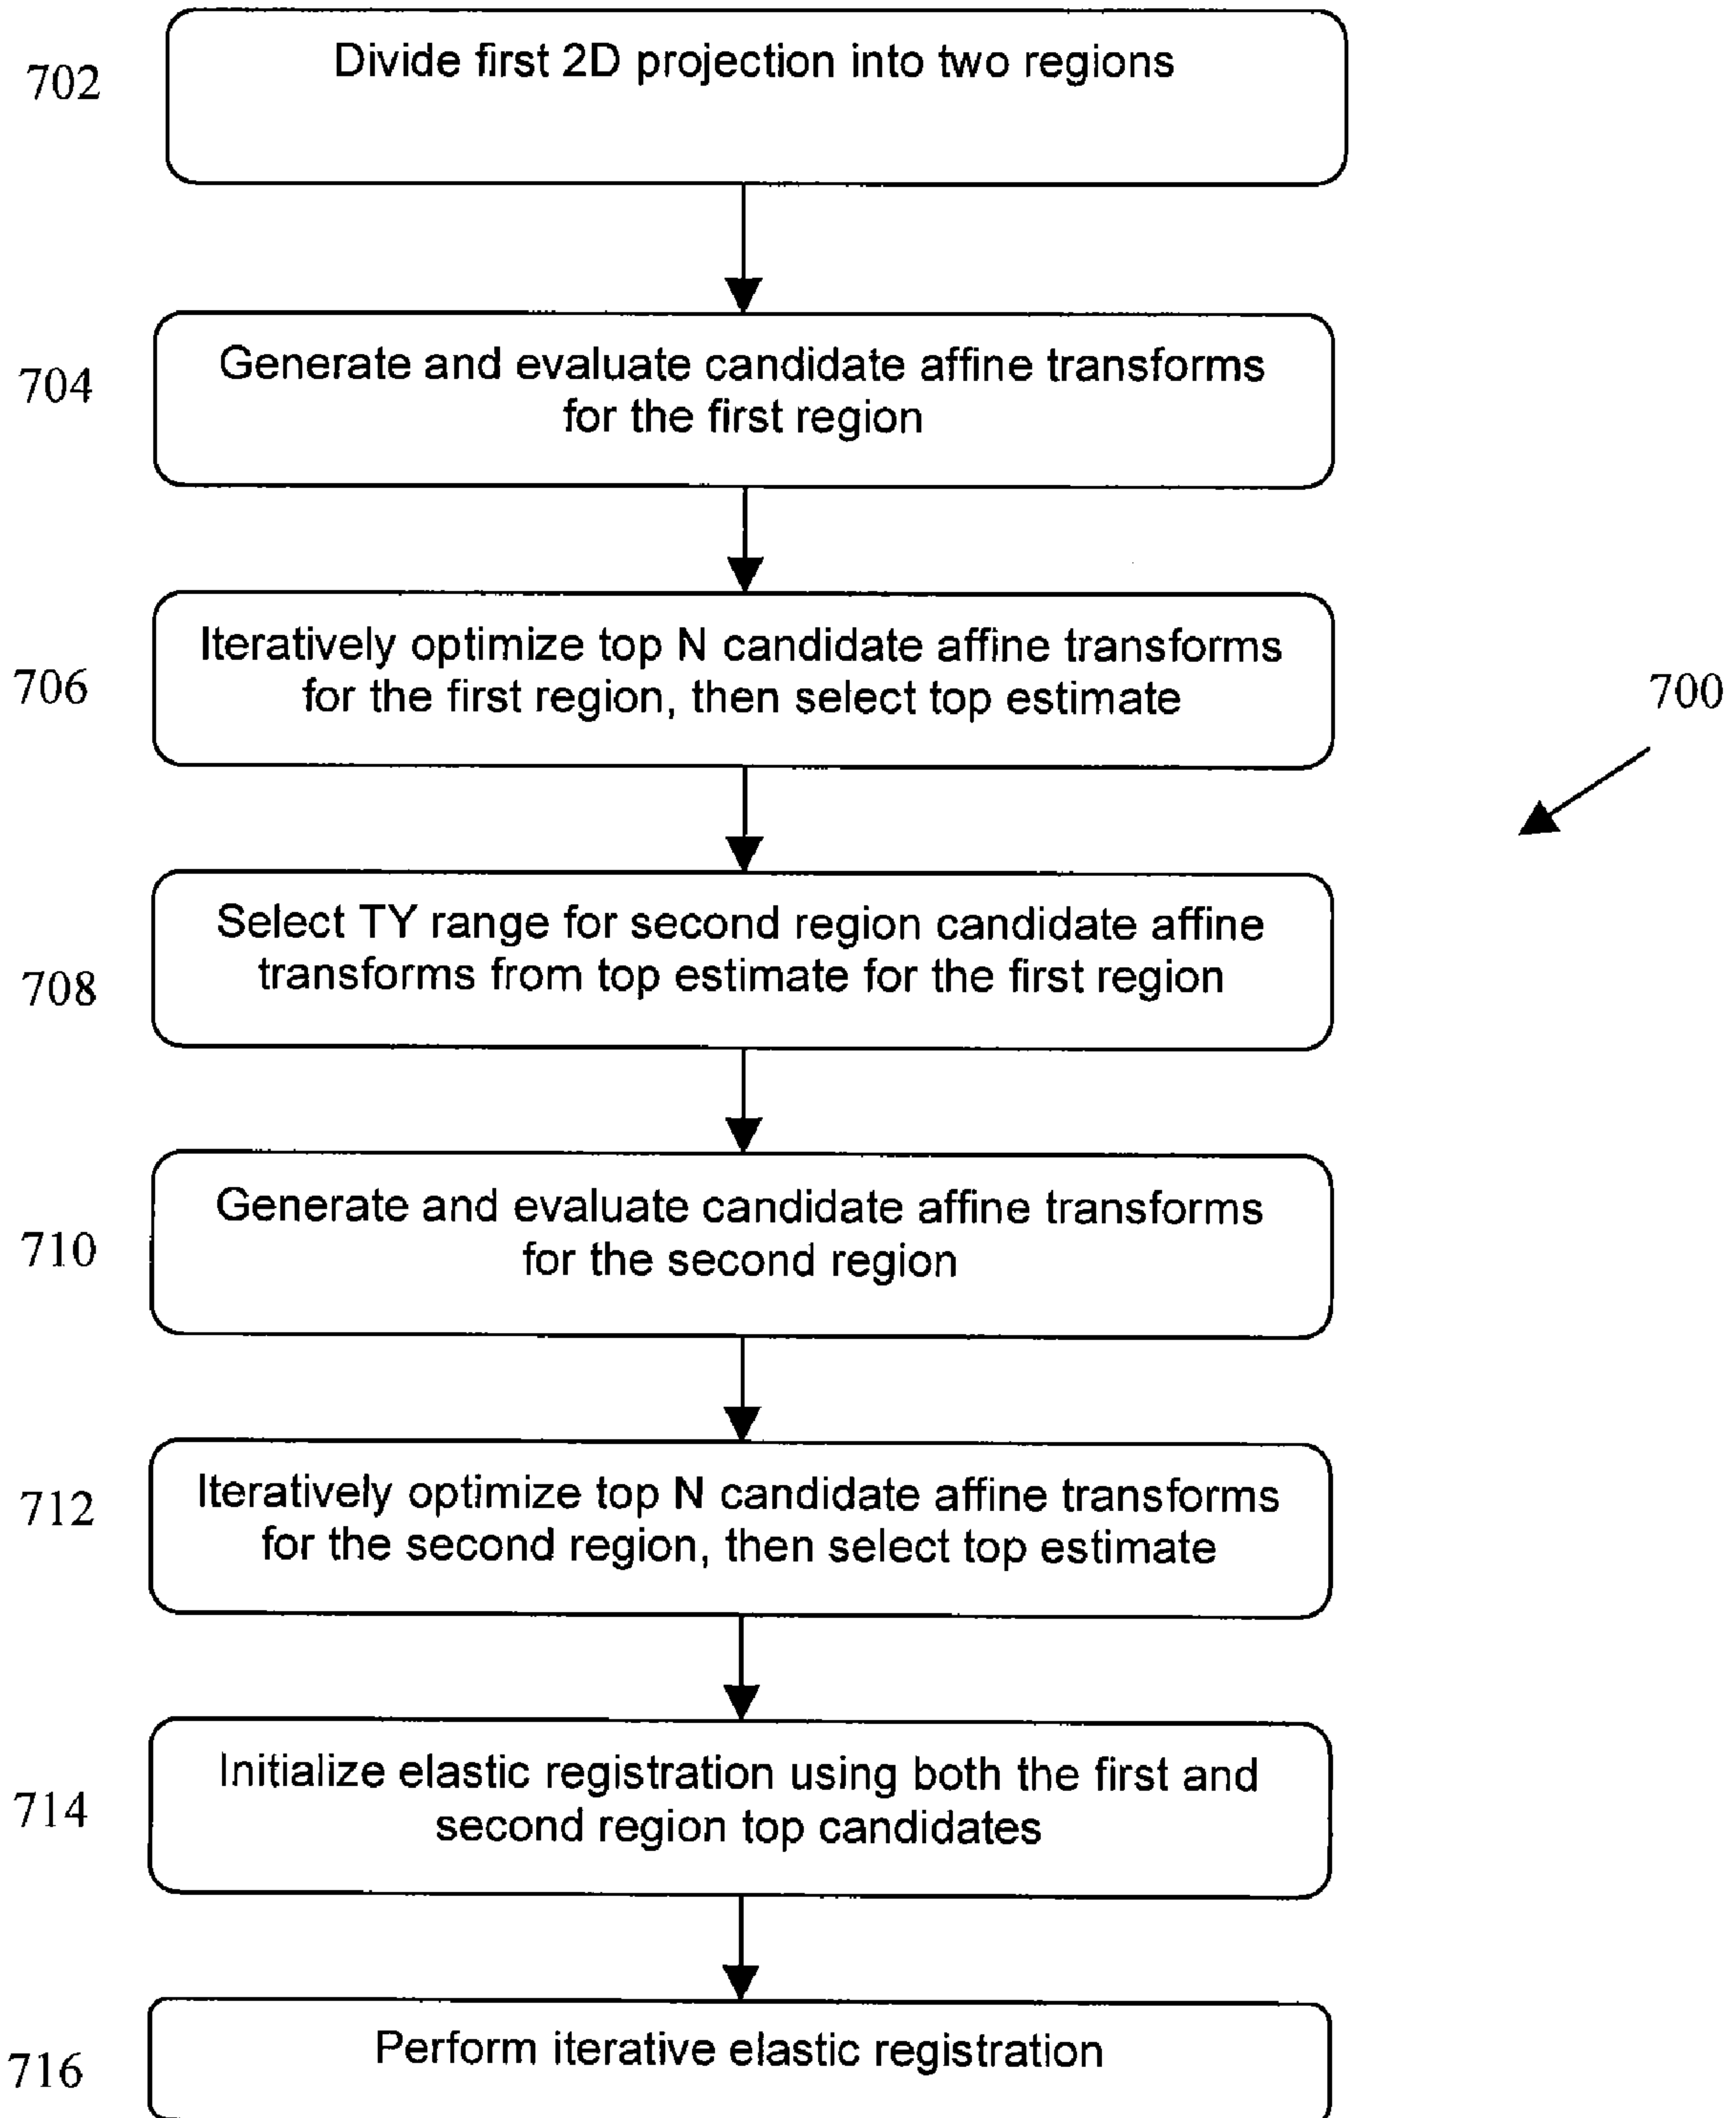 702
Divide first 2D projection into two regions
704
Generate and evaluate candidate affine transforms
for the first region
706
Iteratively optimize top N candidate affine transforms
for the first region, then select top estimate
700
708
Select TY range for second region candidate affine
transforms from top estimate for the first region
710
Generate and evaluate candidate affine transforms
for the second region
712
Iteratively optimize top N candidate affine transforms
for the second region, then select top estimate
714
Initialize elastic registration using both the first and
second region top candidates
716
Perform iterative elastic registration